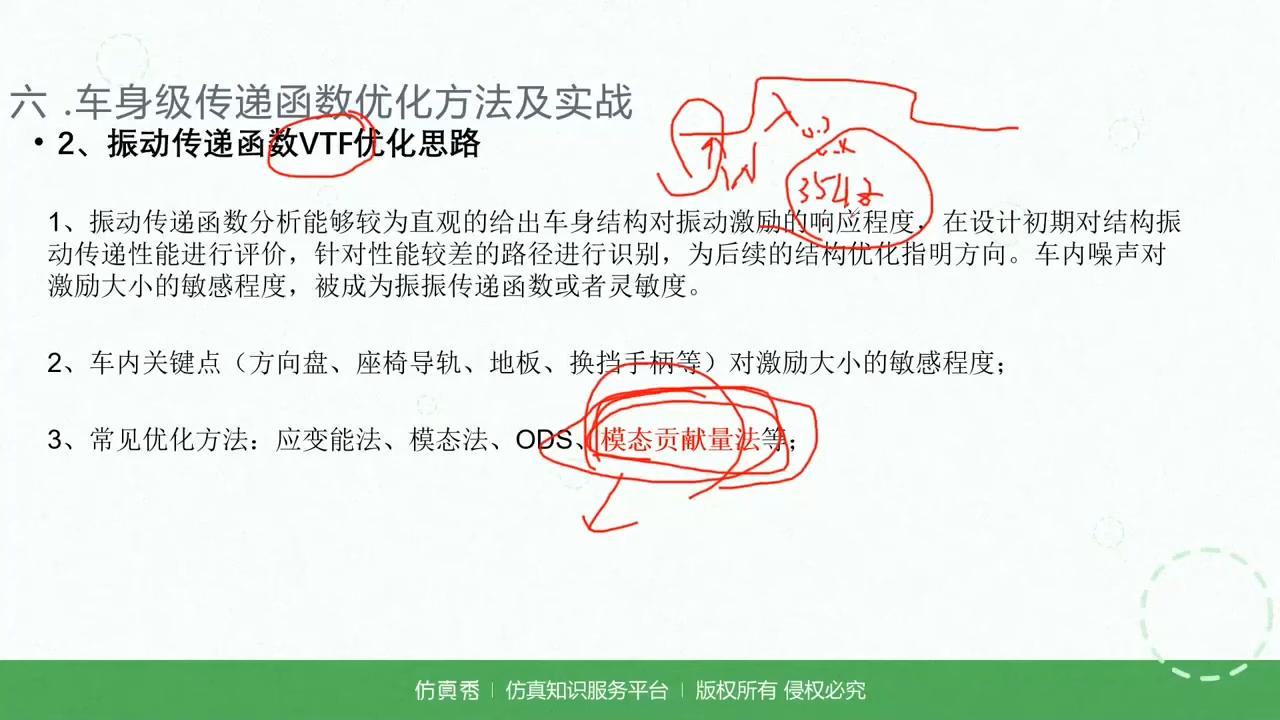 六 .车身级传递函数优化方法及实战
• 2、振动传递函数VTF优化思路
1、振动传递函数分析能够较为直观的给出车身结构对振动激励的响应程度，在设计初期对结构振
动传递性能进行评价，针对性能较差的路径进行识别，为后续的结构优化指明方向。车内噪声对
激励大小的敏感程度，被成为振振传递函数或者灵敏度。
2、车内关键点（方向盘、座椅导轨、地板、换挡手柄等）对激励大小的敏感程度；
3、常见优化方法：应变能法、模态法、ODS、模态贡献量法等；
仿真秀 | 仿真知识服务平台 | 版权所有 侵权必究